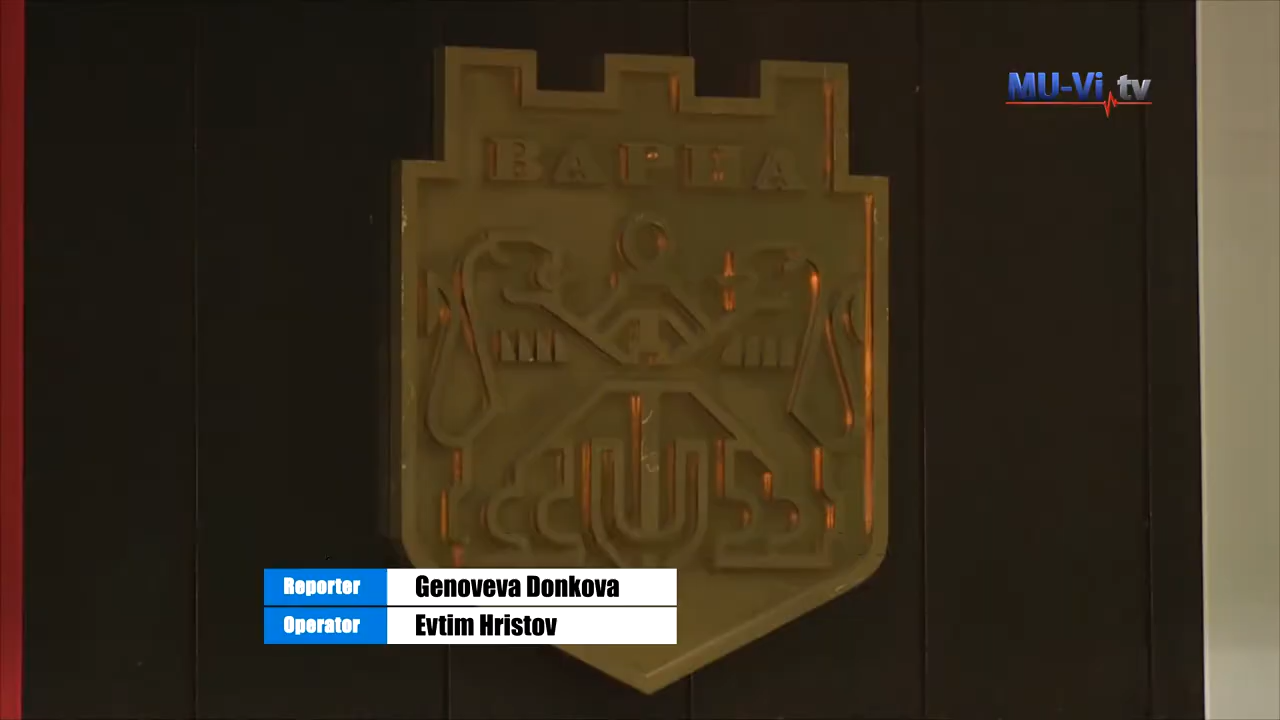 MU-Vi.tv
ВАРНА
Reporter Genoveva Donkova
Operator Evtim Hristov